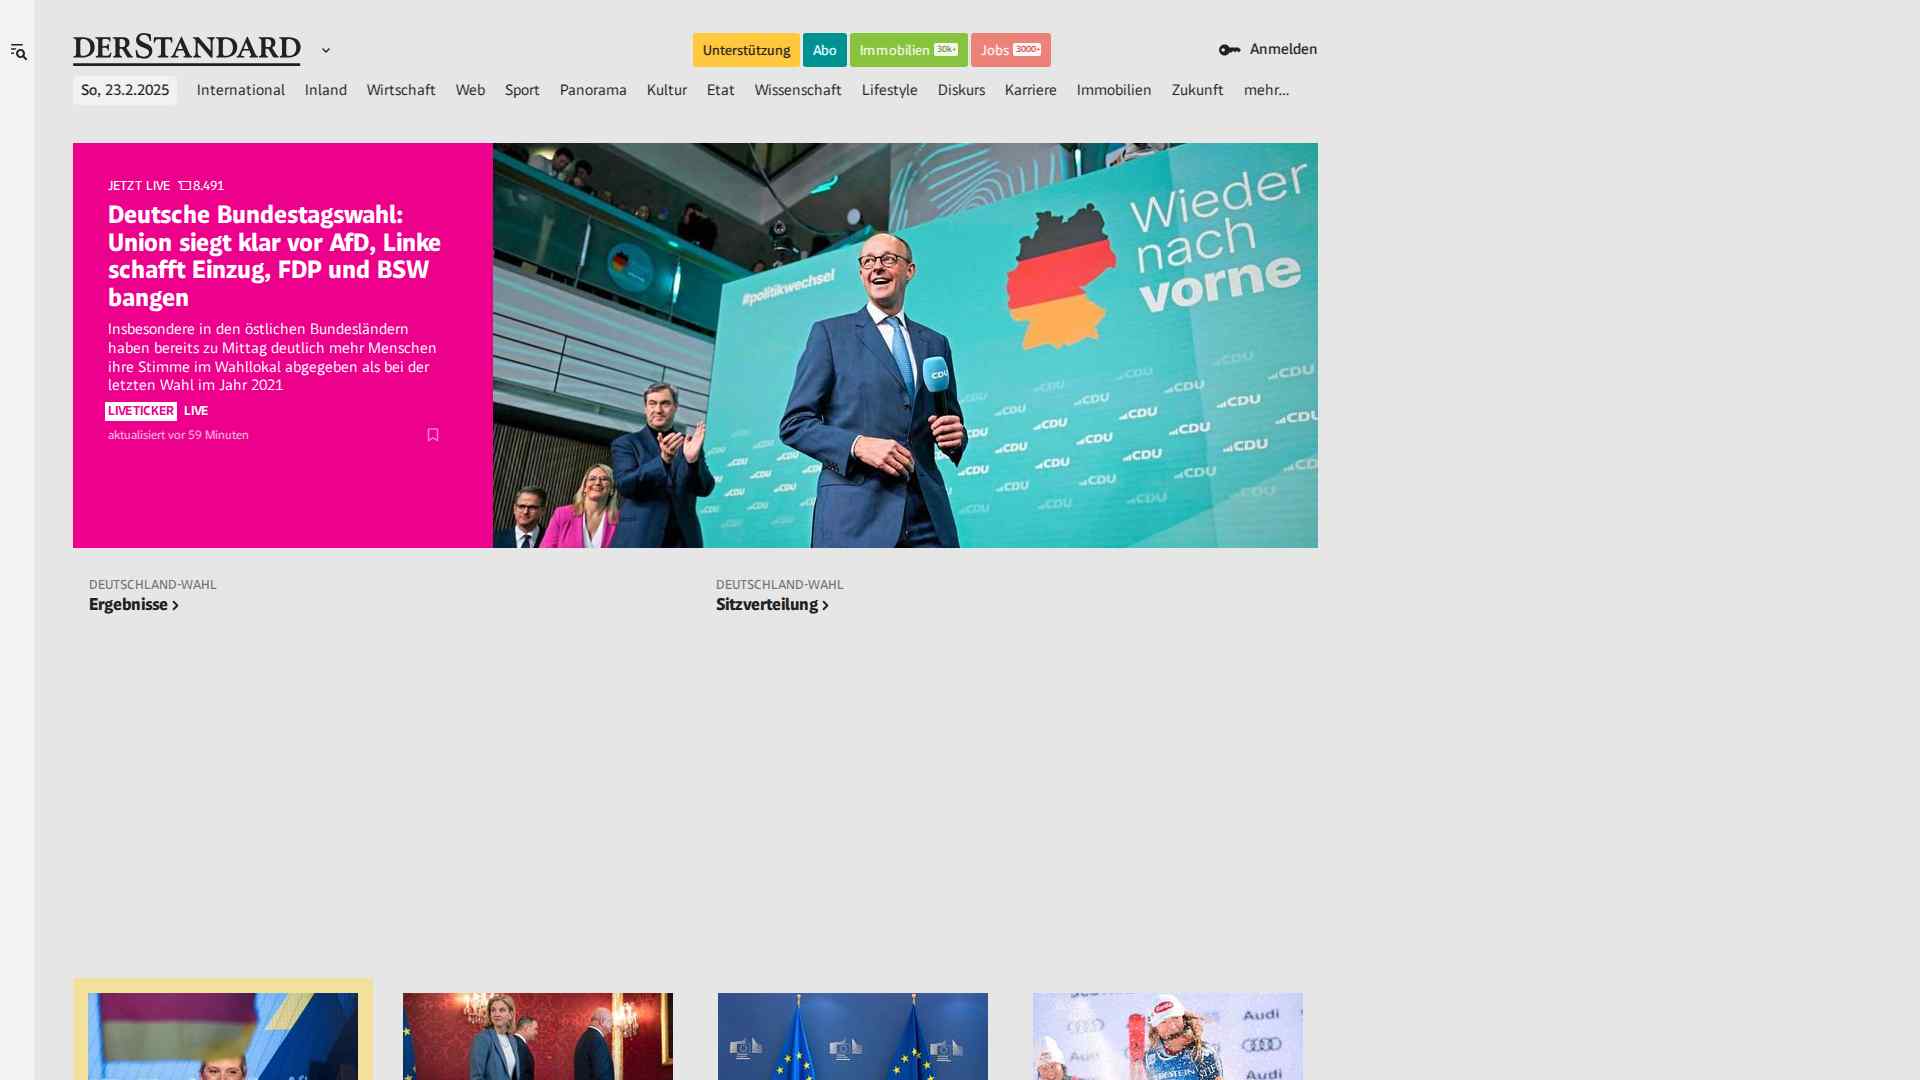 DERSTANDARD
Unterstützung
Abo
Immobilien 30k+
Jobs 3000+
Anmelden
So, 23.2.2025
International
Inland
Wirtschaft
Web
Sport
Panorama
Kultur
Etat
Wissenschaft
Lifestyle
Diskurs
Karriere
Immobilien
Zukunft
mehr...
JETZT LIVE 8.491
Deutsche Bundestagswahl:
Union siegt klar vor AfD, Linke
schafft Einzug, FDP und BSW
bangen
Insbesondere in den östlichen Bundesländern
haben bereits zu Mittag deutlich mehr Menschen
ihre Stimme im Wahllokal abgegeben als bei der
letzten Wahl im Jahr 2021
LIVETICKER LIVE
aktualisiert vor 59 Minuten
#politikwechsel
Wieder
nach
vorne
CDU
DEUTSCHLAND-WAHL
Ergebnisse
DEUTSCHLAND-WAHL
Sitzverteilung
Audi
Audi
Audi